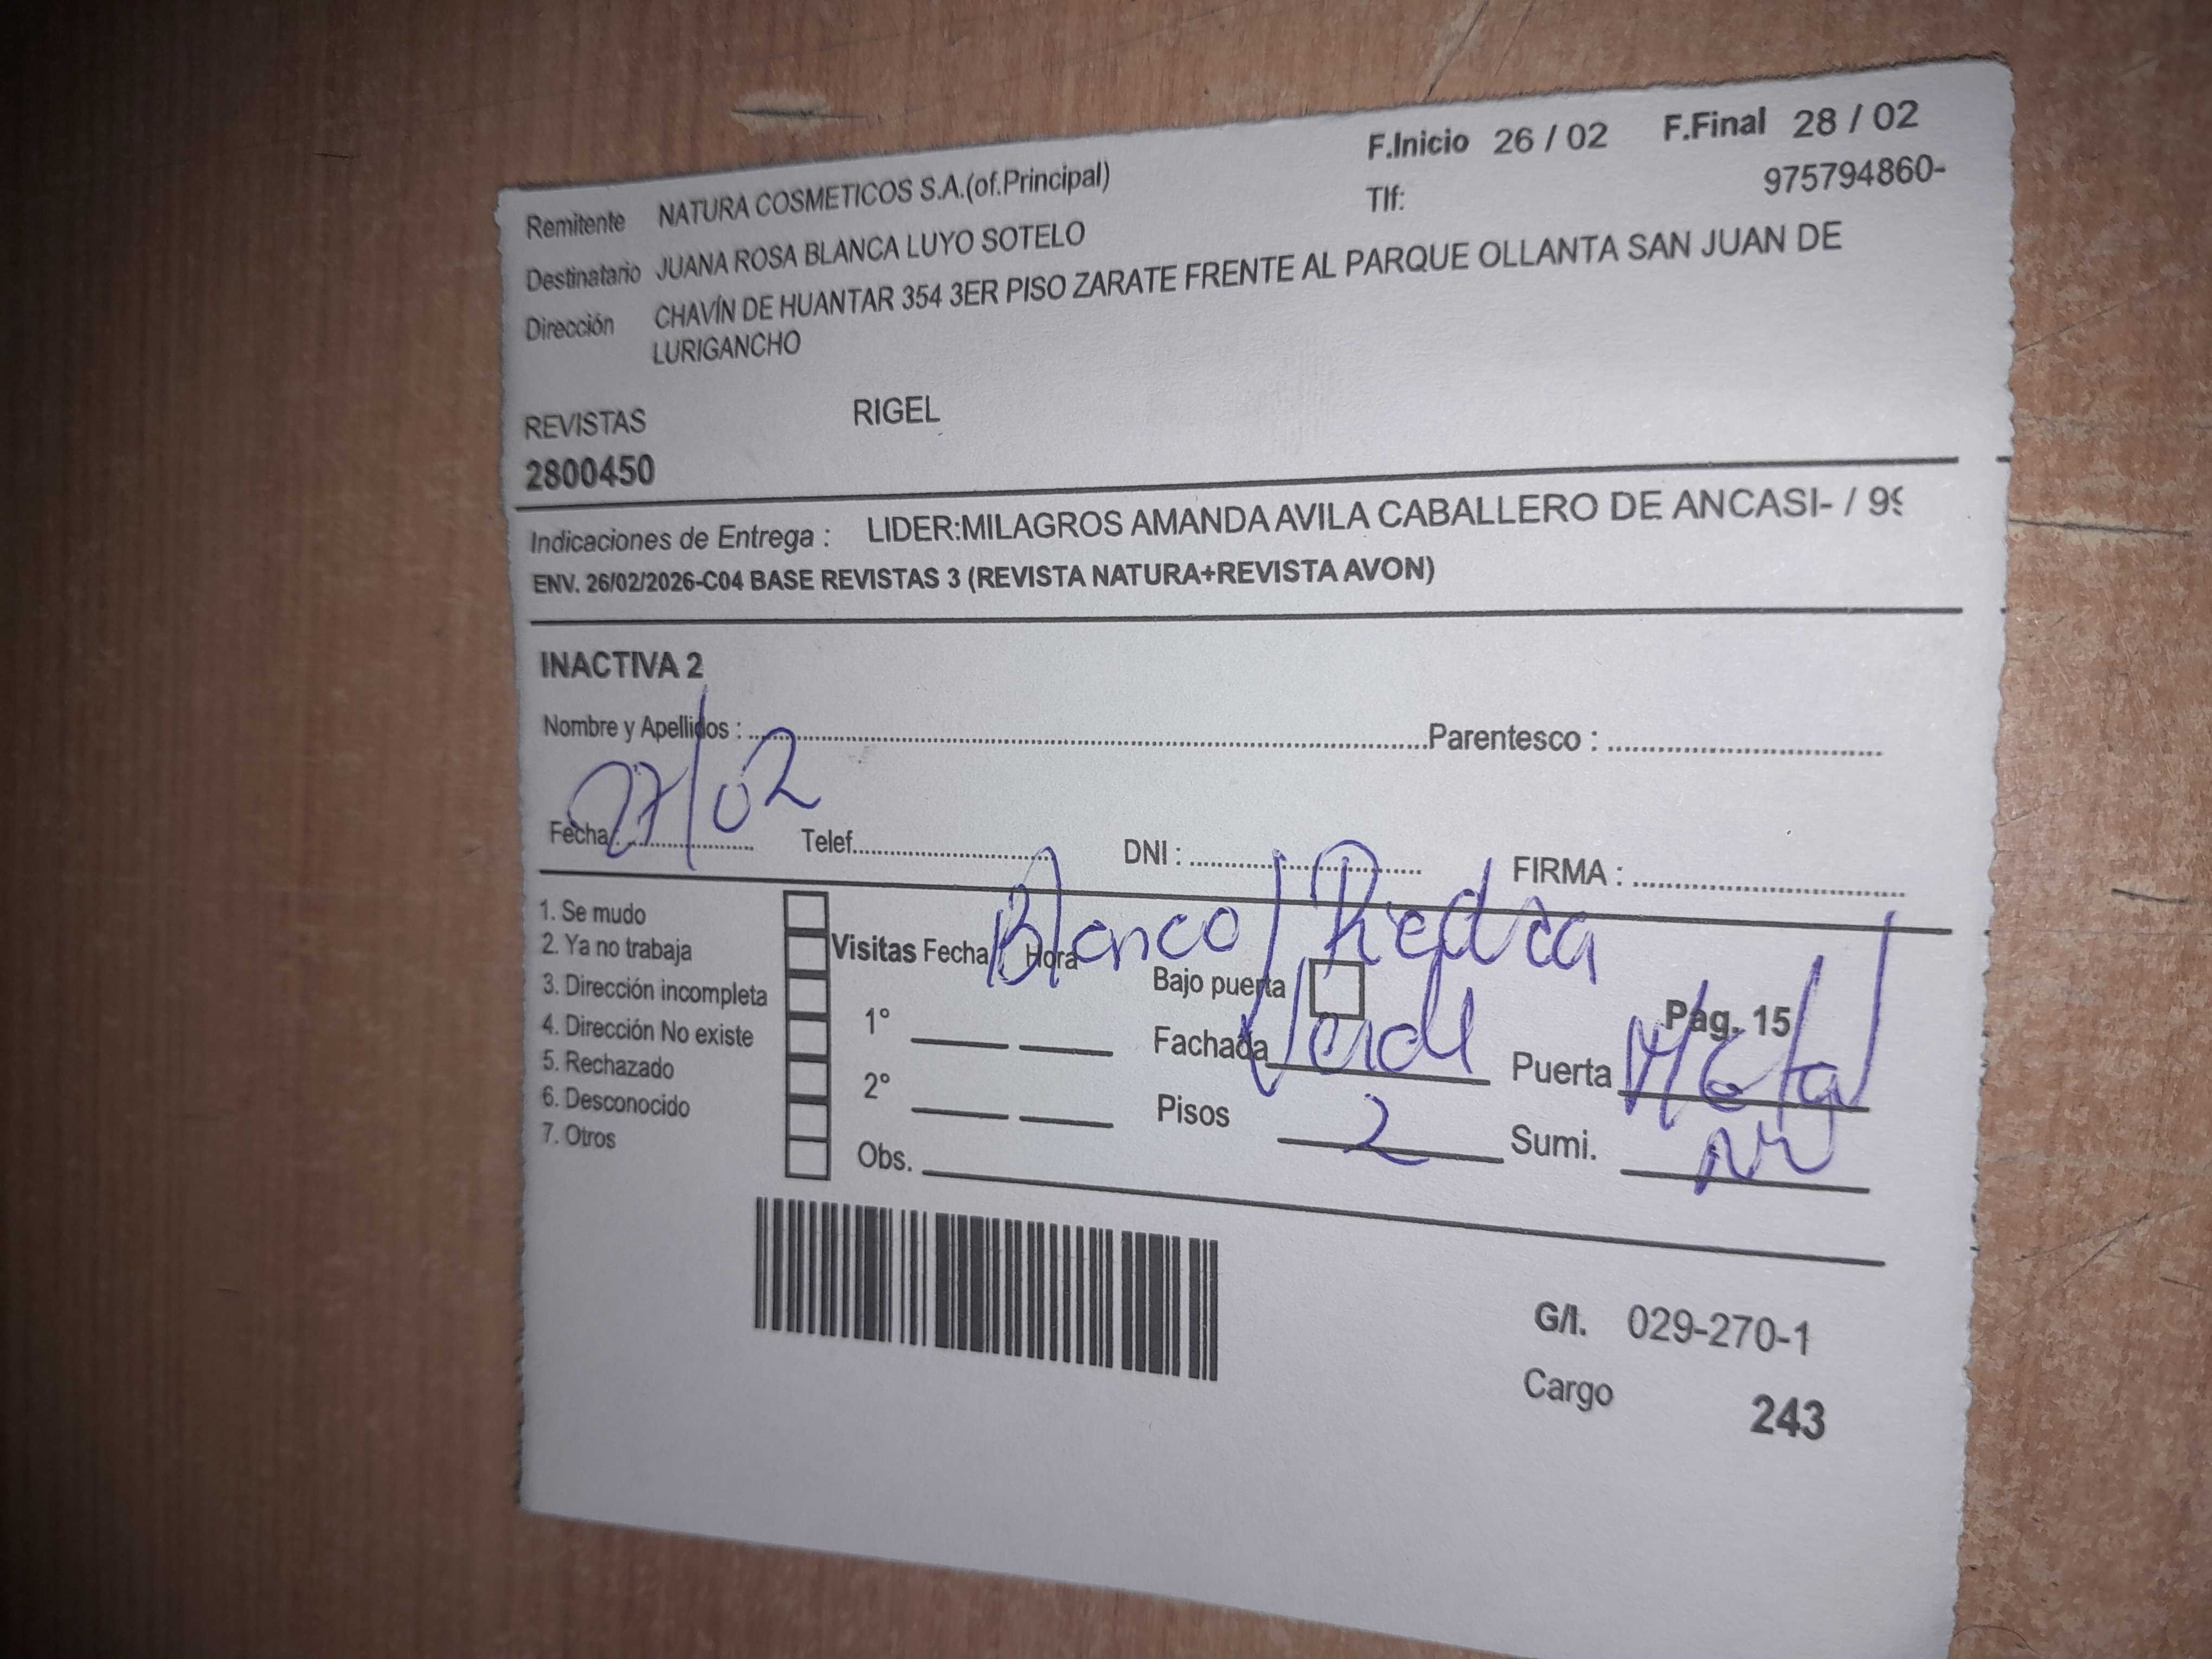 F.Inicio 26 / 02 F.Final 28 / 02
Remitente NATURA COSMETICOS S.A.(of.Principal) Tlf: 975794860-
Destinatario JUANA ROSA BLANCA LUYO SOTELO
Dirección CHAVÍN DE HUANTAR 354 3ER PISO ZARATE FRENTE AL PARQUE OLLANTA SAN JUAN DE
LURIGANCHO
REVISTAS RIGEL
2800450
Indicaciones de Entrega : LIDER:MILAGROS AMANDA AVILA CABALLERO DE ANCASI- / 99
ENV. 26/02/2026-C04 BASE REVISTAS 3 (REVISTA NATURA+REVISTA AVON)
INACTIVA 2
Nombre y Apellidos : Parentesco :
Fecha : 27/02 Telef. DNI : FIRMA :
Blanco/Piedra
1. Se mudo
2. Ya no trabaja
3. Dirección incompleta
4. Dirección No existe
5. Rechazado
6. Desconocido
7. Otros
Visitas Fecha Hora
1°
2°
Obs.
Bajo puerta
Pág. 15
Fachada Verde Puerta Metal
Pisos 2 Sumi.
G/I. 029-270-1
Cargo 243